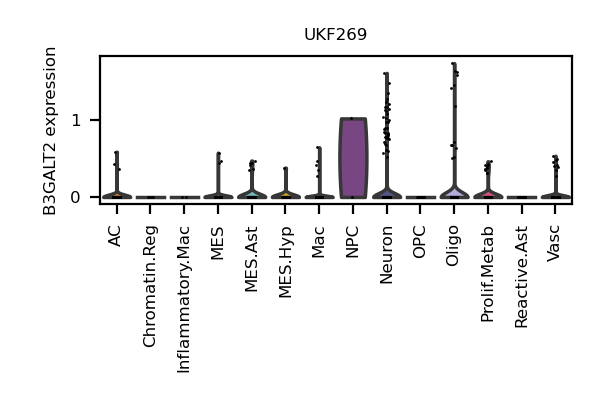 UKF269
B3GALT2 expression
1
0
AC
Chromatin.Reg
Inflammatory.Mac
MES
MES.Ast
MES.Hyp
Mac
NPC
Neuron
OPC
Oligo
Prolif.Metab
Reactive.Ast
Vasc